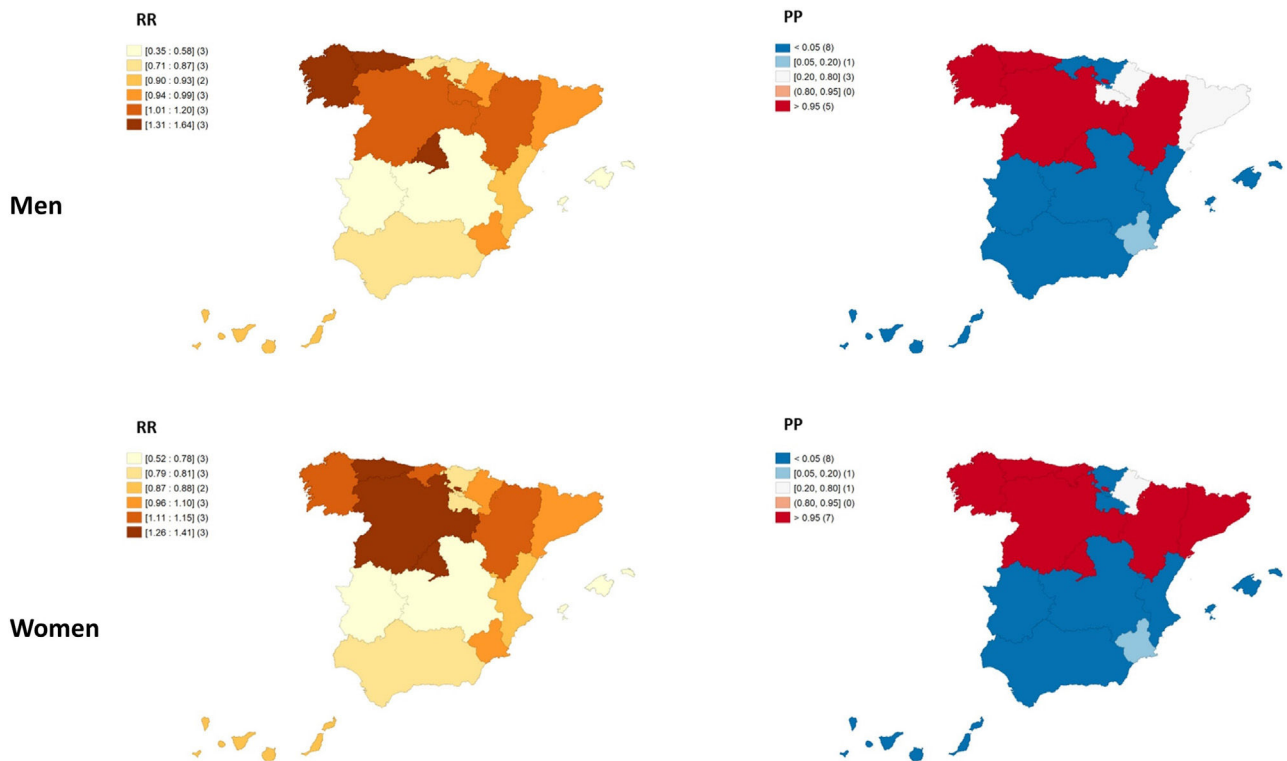 RR
[0.35 : 0.58] (3)
[0.71 : 0.87] (3)
[0.90 : 0.93] (2)
[0.94 : 0.99] (3)
[1.01 : 1.20] (3)
[1.31 : 1.64] (3)
PP
< 0.05 (8)
[0.05, 0.20) (1)
[0.20, 0.80] (3)
(0.80, 0.95] (0)
> 0.95 (5)
Men
RR
[0.52 : 0.78] (3)
[0.79 : 0.81] (3)
[0.87 : 0.88] (2)
[0.96 : 1.10] (3)
[1.11 : 1.15] (3)
[1.26 : 1.41] (3)
PP
< 0.05 (8)
[0.05, 0.20) (1)
[0.20, 0.80] (1)
(0.80, 0.95] (0)
> 0.95 (7)
Women